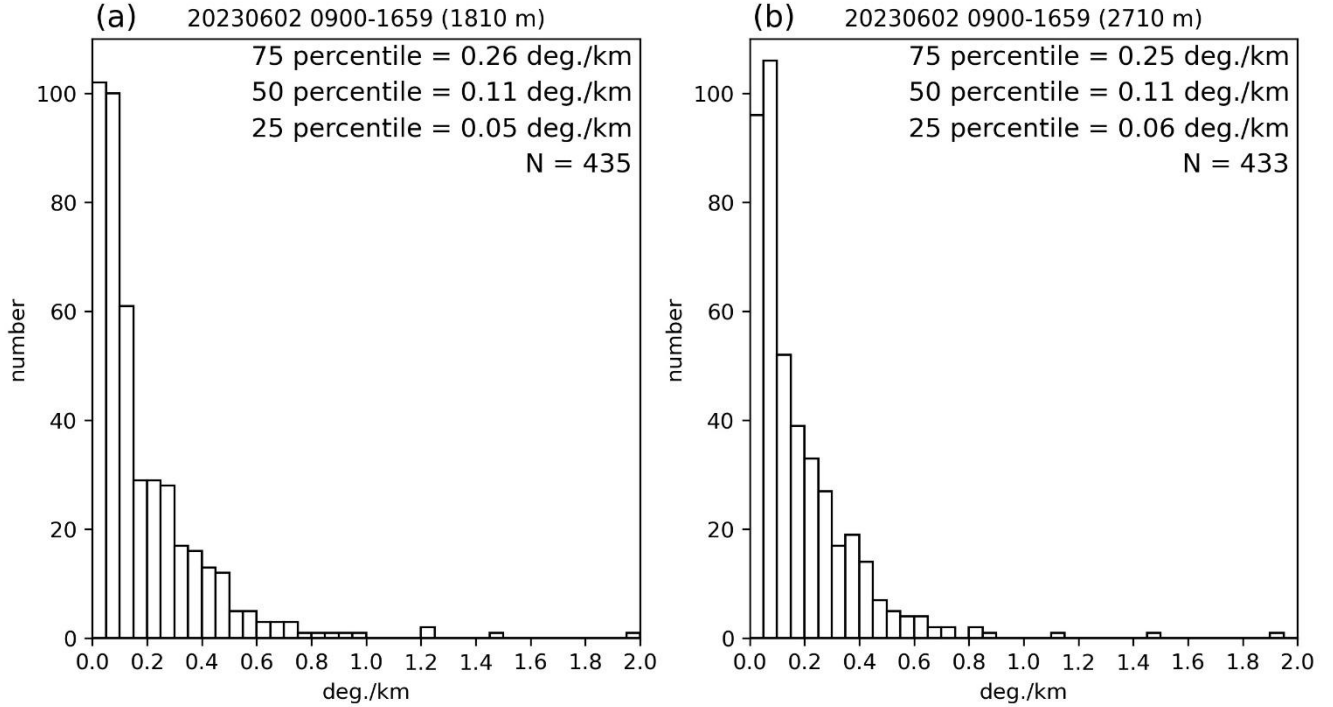 (a) 20230602 0900-1659 (1810 m)
75 percentile = 0.26 deg./km
50 percentile = 0.11 deg./km
25 percentile = 0.05 deg./km
N = 435
100
80
60
40
20
0
number
0.0 0.2 0.4 0.6 0.8 1.0 1.2 1.4 1.6 1.8 2.0
deg./km
(b) 20230602 0900-1659 (2710 m)
75 percentile = 0.25 deg./km
50 percentile = 0.11 deg./km
25 percentile = 0.06 deg./km
N = 433
100
80
60
40
20
0
number
0.0 0.2 0.4 0.6 0.8 1.0 1.2 1.4 1.6 1.8 2.0
deg./km